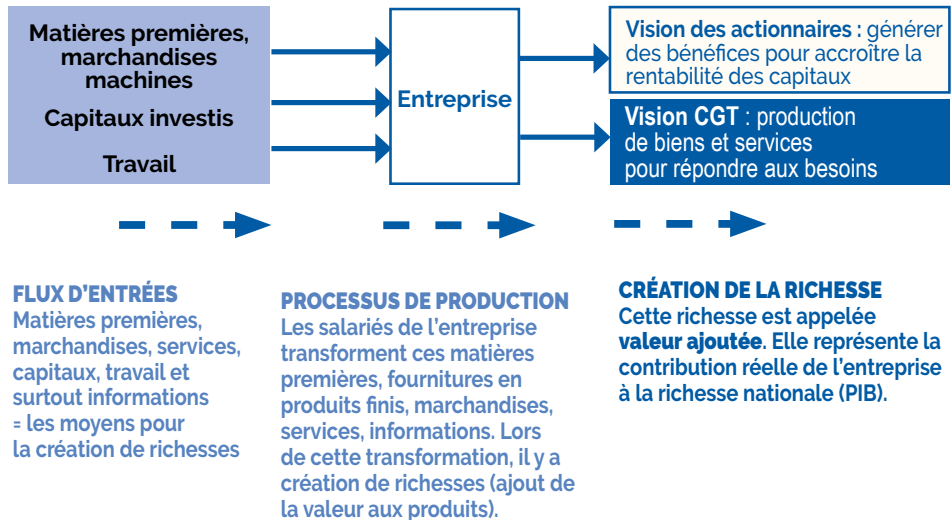 Matières premières,
marchandises
machines
Capitaux investis
Travail
Entreprise
Vision des actionnaires : générer
des bénéfices pour accroître la
rentabilité des capitaux
Vision CGT : production
de biens et services
pour répondre aux besoins
FLUX D’ENTRÉES
Matières premières,
marchandises, services,
capitaux, travail et
surtout informations
= les moyens pour
la création de richesses
PROCESSUS DE PRODUCTION
Les salariés de l’entreprise
transforment ces matières
premières, fournitures en
produits finis, marchandises,
services, informations. Lors
de cette transformation, il y a
création de richesses (ajout de
la valeur aux produits).
CRÉATION DE LA RICHESSE
Cette richesse est appelée
valeur ajoutée. Elle représente la
contribution réelle de l’entreprise
à la richesse nationale (PIB).